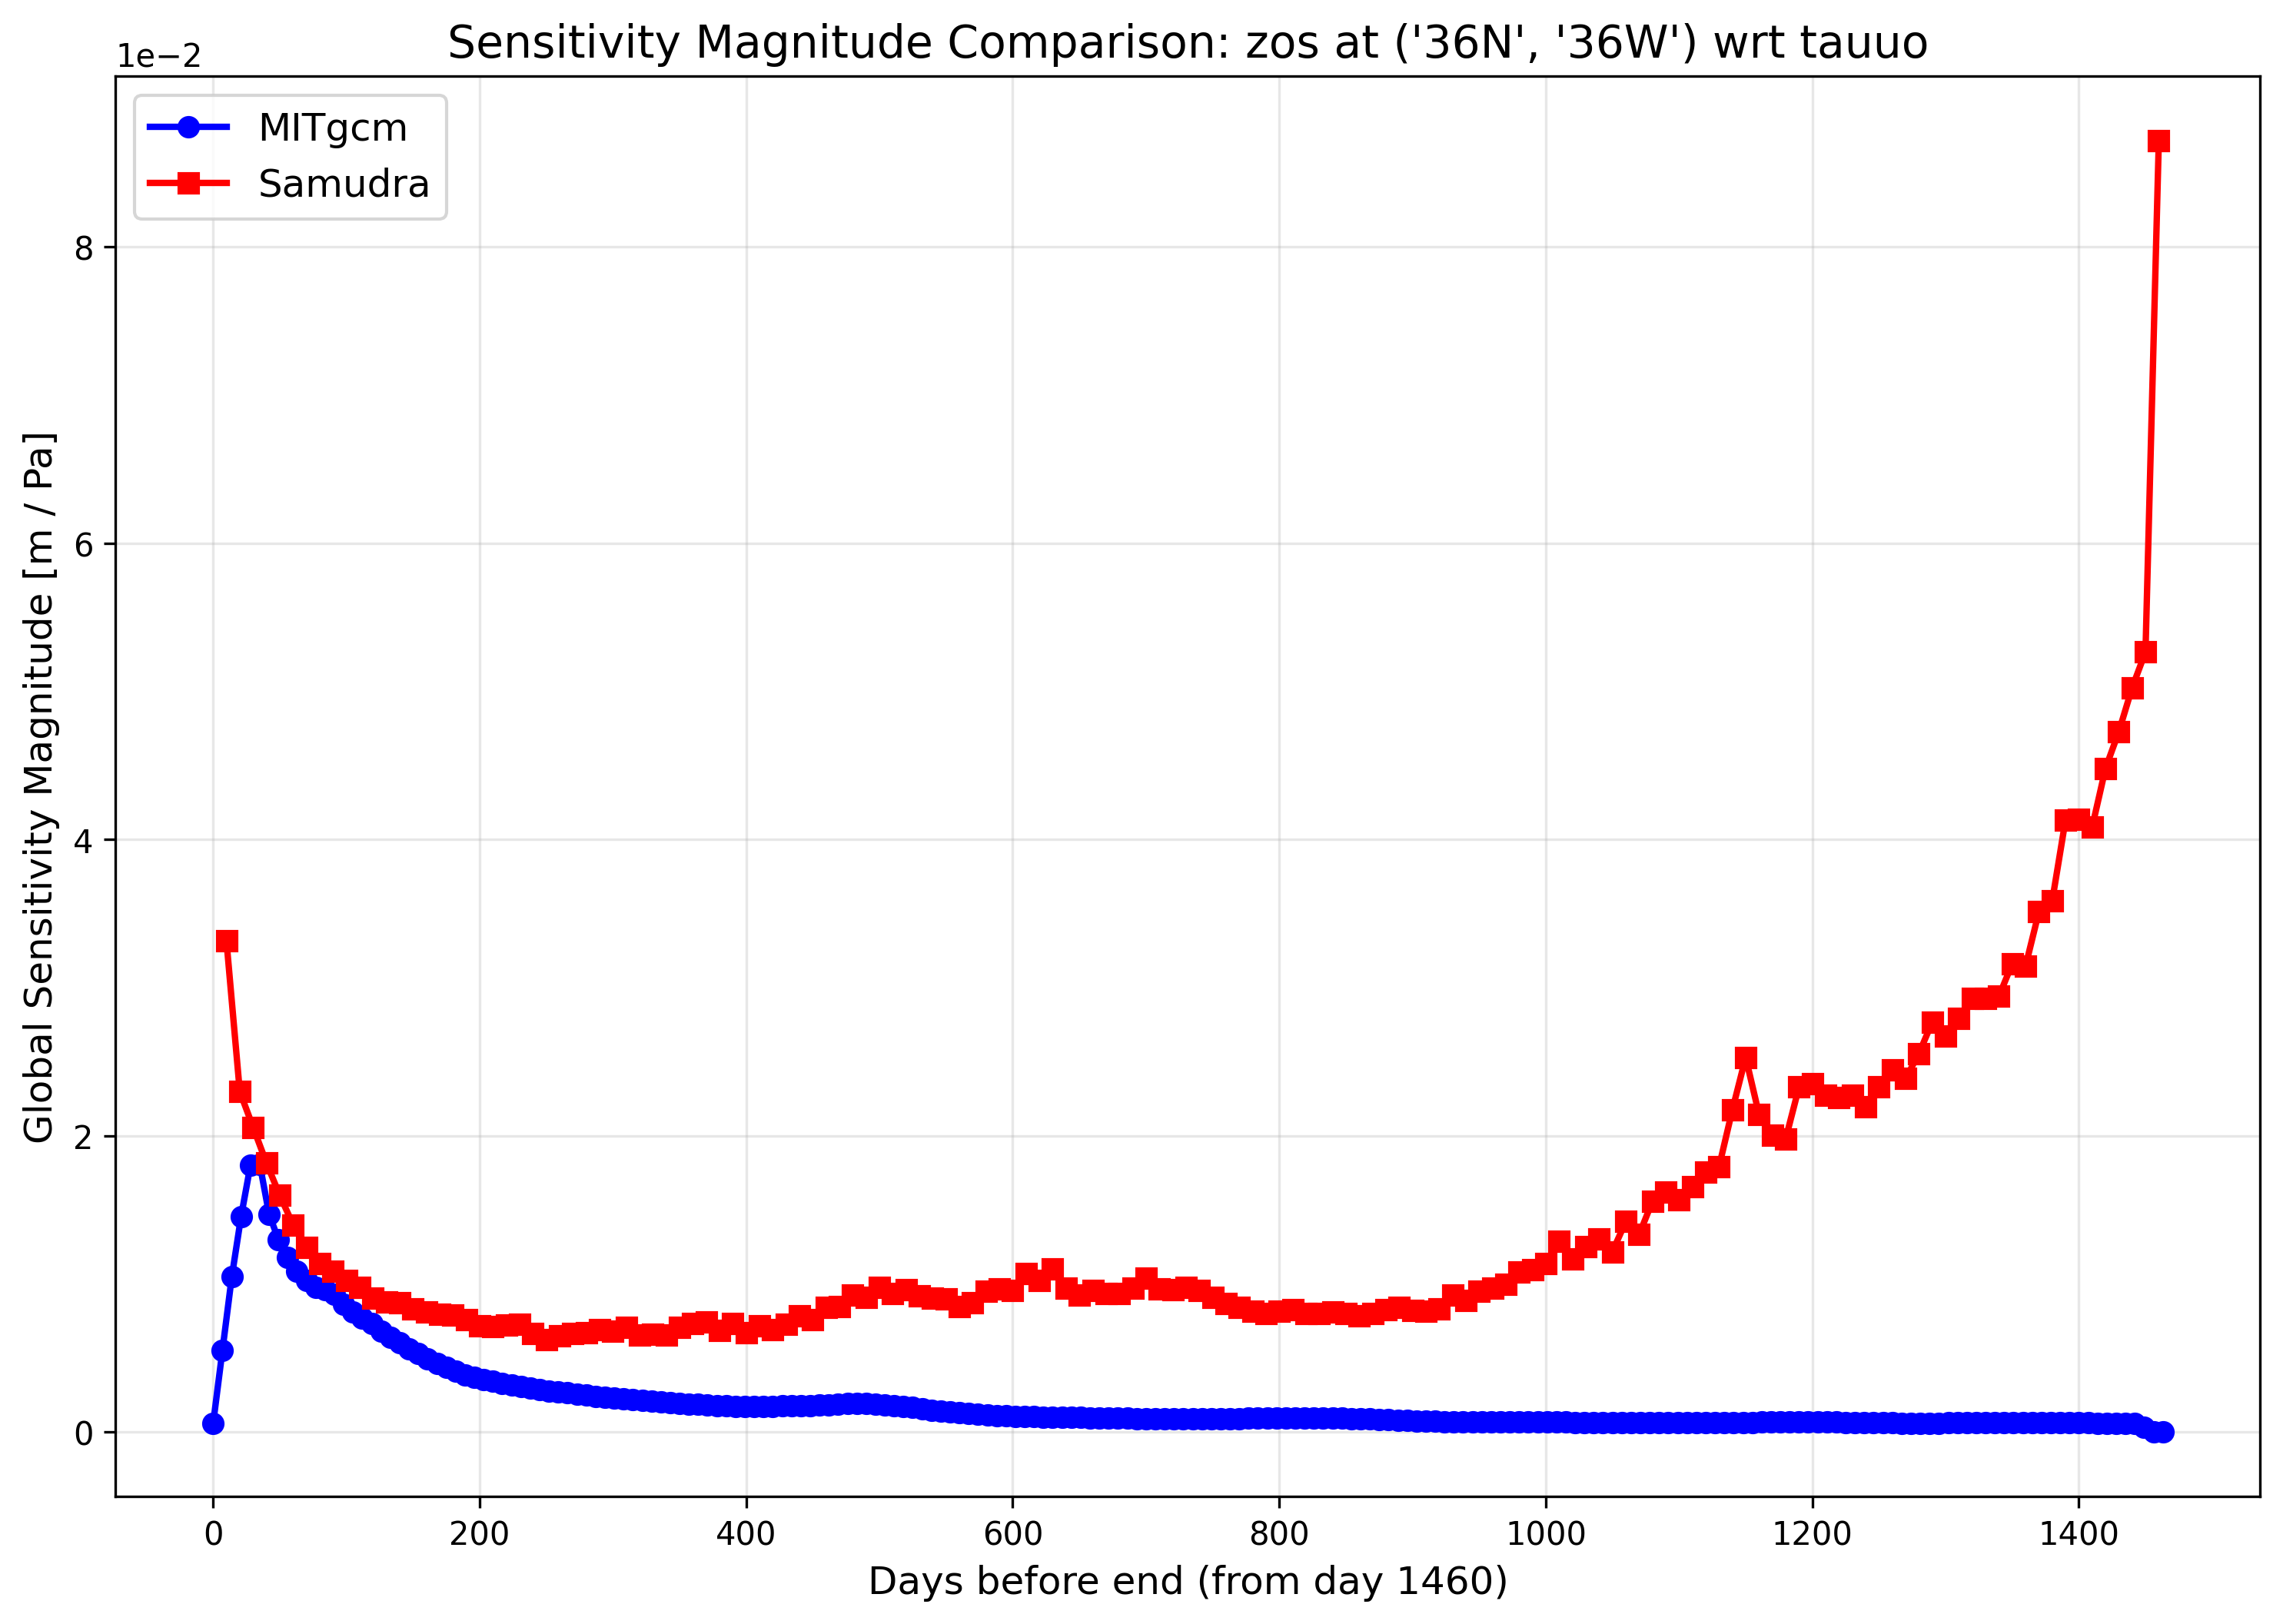 Sensitivity Magnitude Comparison: zos at ('36N', '36W') wrt tauuo
1e−2
MITgcm
Samudra
8
6
4
2
0
Global Sensitivity Magnitude [m / Pa]
0 200 400 600 800 1000 1200 1400
Days before end (from day 1460)